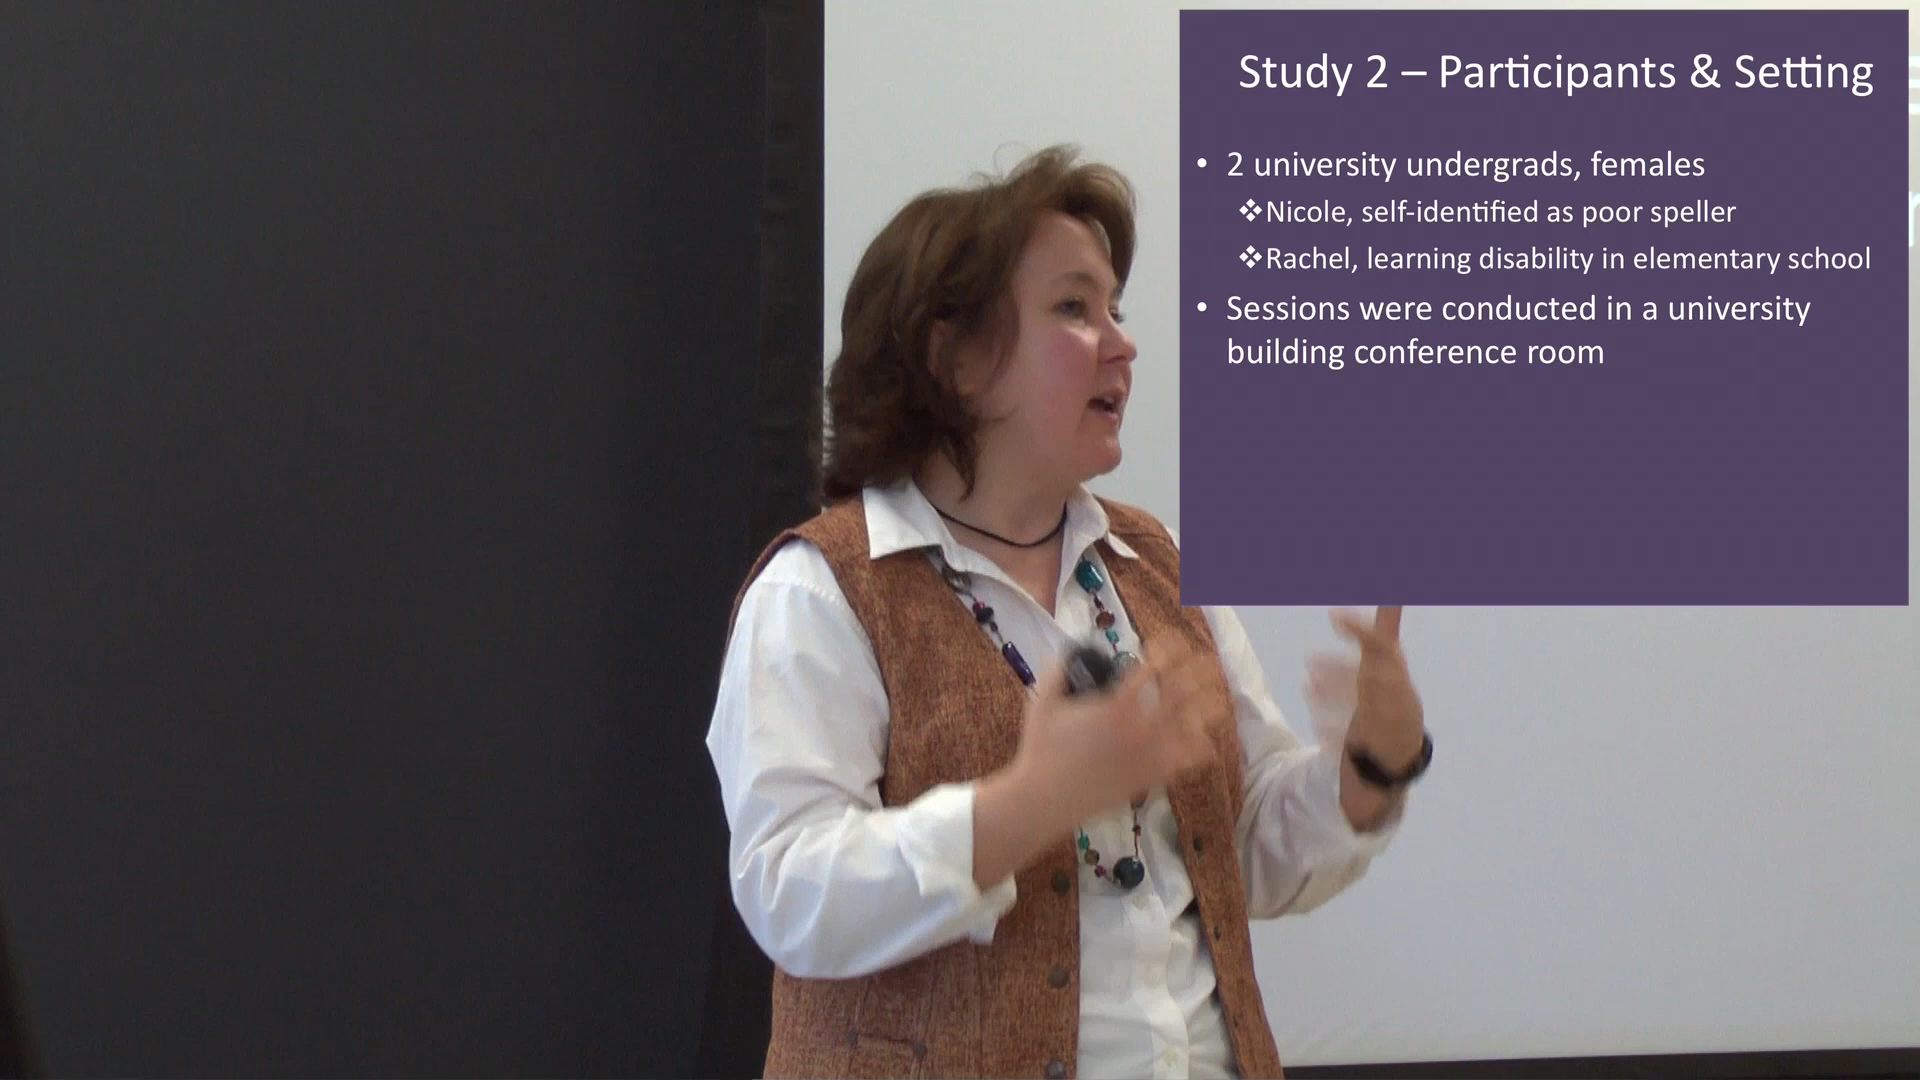 Study 2 – Participants & Setting
• 2 university undergrads, females
❖Nicole, self-identified as poor speller
❖Rachel, learning disability in elementary school
• Sessions were conducted in a university
building conference room